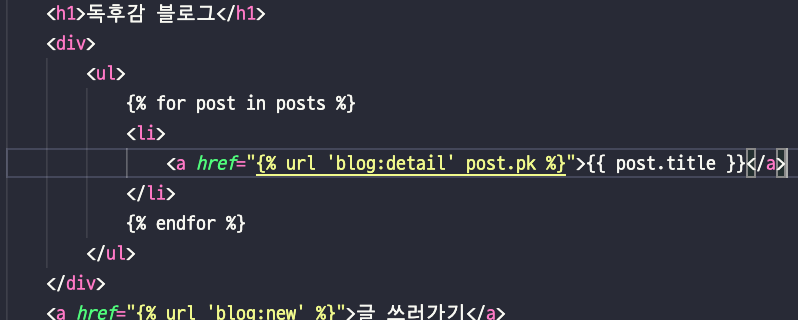 <h1>독후감 블로그</h1>
<div>
<ul>
{% for post in posts %}
<li>
<a href="{% url 'blog:detail' post.pk %}">{{ post.title }}</a>
</li>
{% endfor %}
</ul>
</div>
<a href="{% url 'blog:new' %}">글 쓰러가기</a>